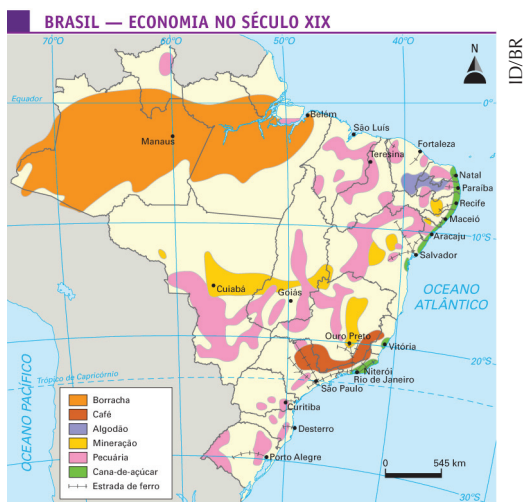 BRASIL — ECONOMIA NO SÉCULO XIX
ID/BR
70°O
60°O
50°O
40°O
N
Equador
0°
Belém
São Luís
Manaus
Fortaleza
Teresina
Natal
Paraíba
Recife
Maceió
Aracaju
10°S
Salvador
Cuiabá
Goiás
OCEANO
ATLÂNTICO
Ouro Preto
Vitória
20°S
Niterói
Rio de Janeiro
Trópico de Capricórnio
São Paulo
OCEANO PACÍFICO
Curitiba
Desterro
Porto Alegre
Borracha
Café
Algodão
Mineração
Pecuária
Cana-de-açúcar
Estrada de ferro
0 545 km
30°S